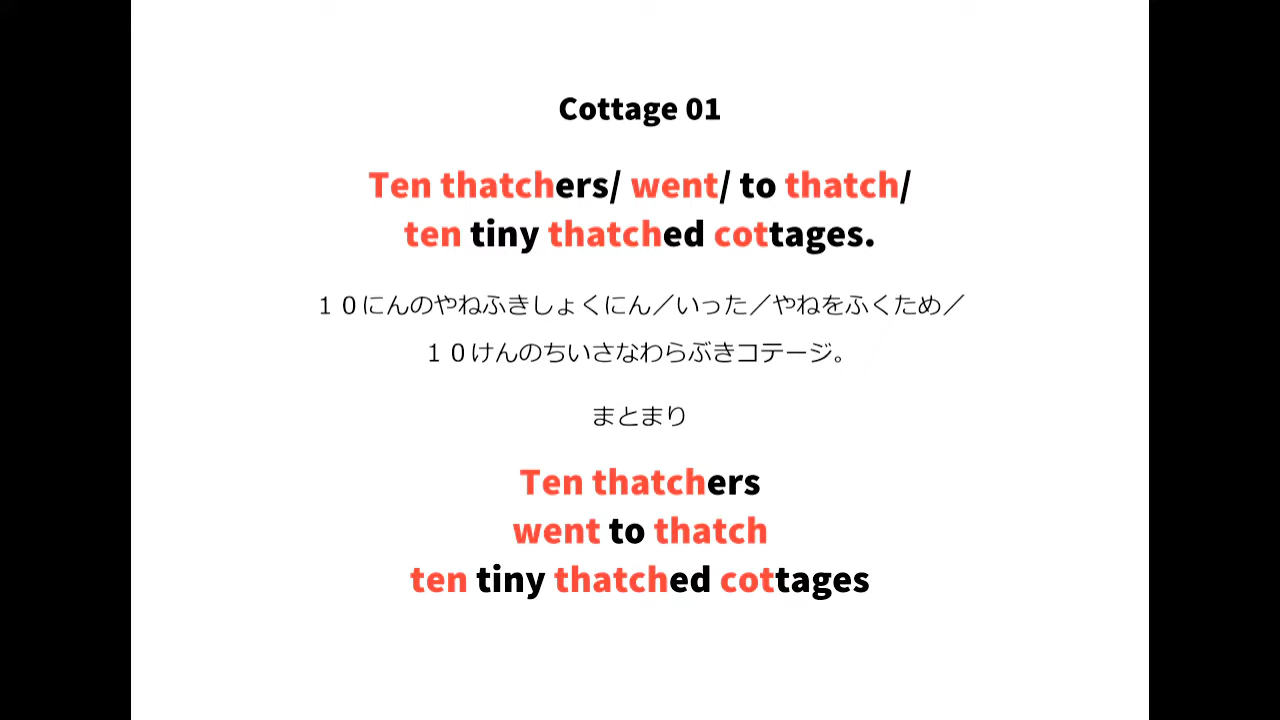 Cottage 01
Ten thatchers/ went/ to thatch/
ten tiny thatched cottages.
１０にんのやねふきしょくにん／いった／やねをふくため／
１０けんのちいさなわらぶきコテージ。
まとまり
Ten thatchers
went to thatch
ten tiny thatched cottages